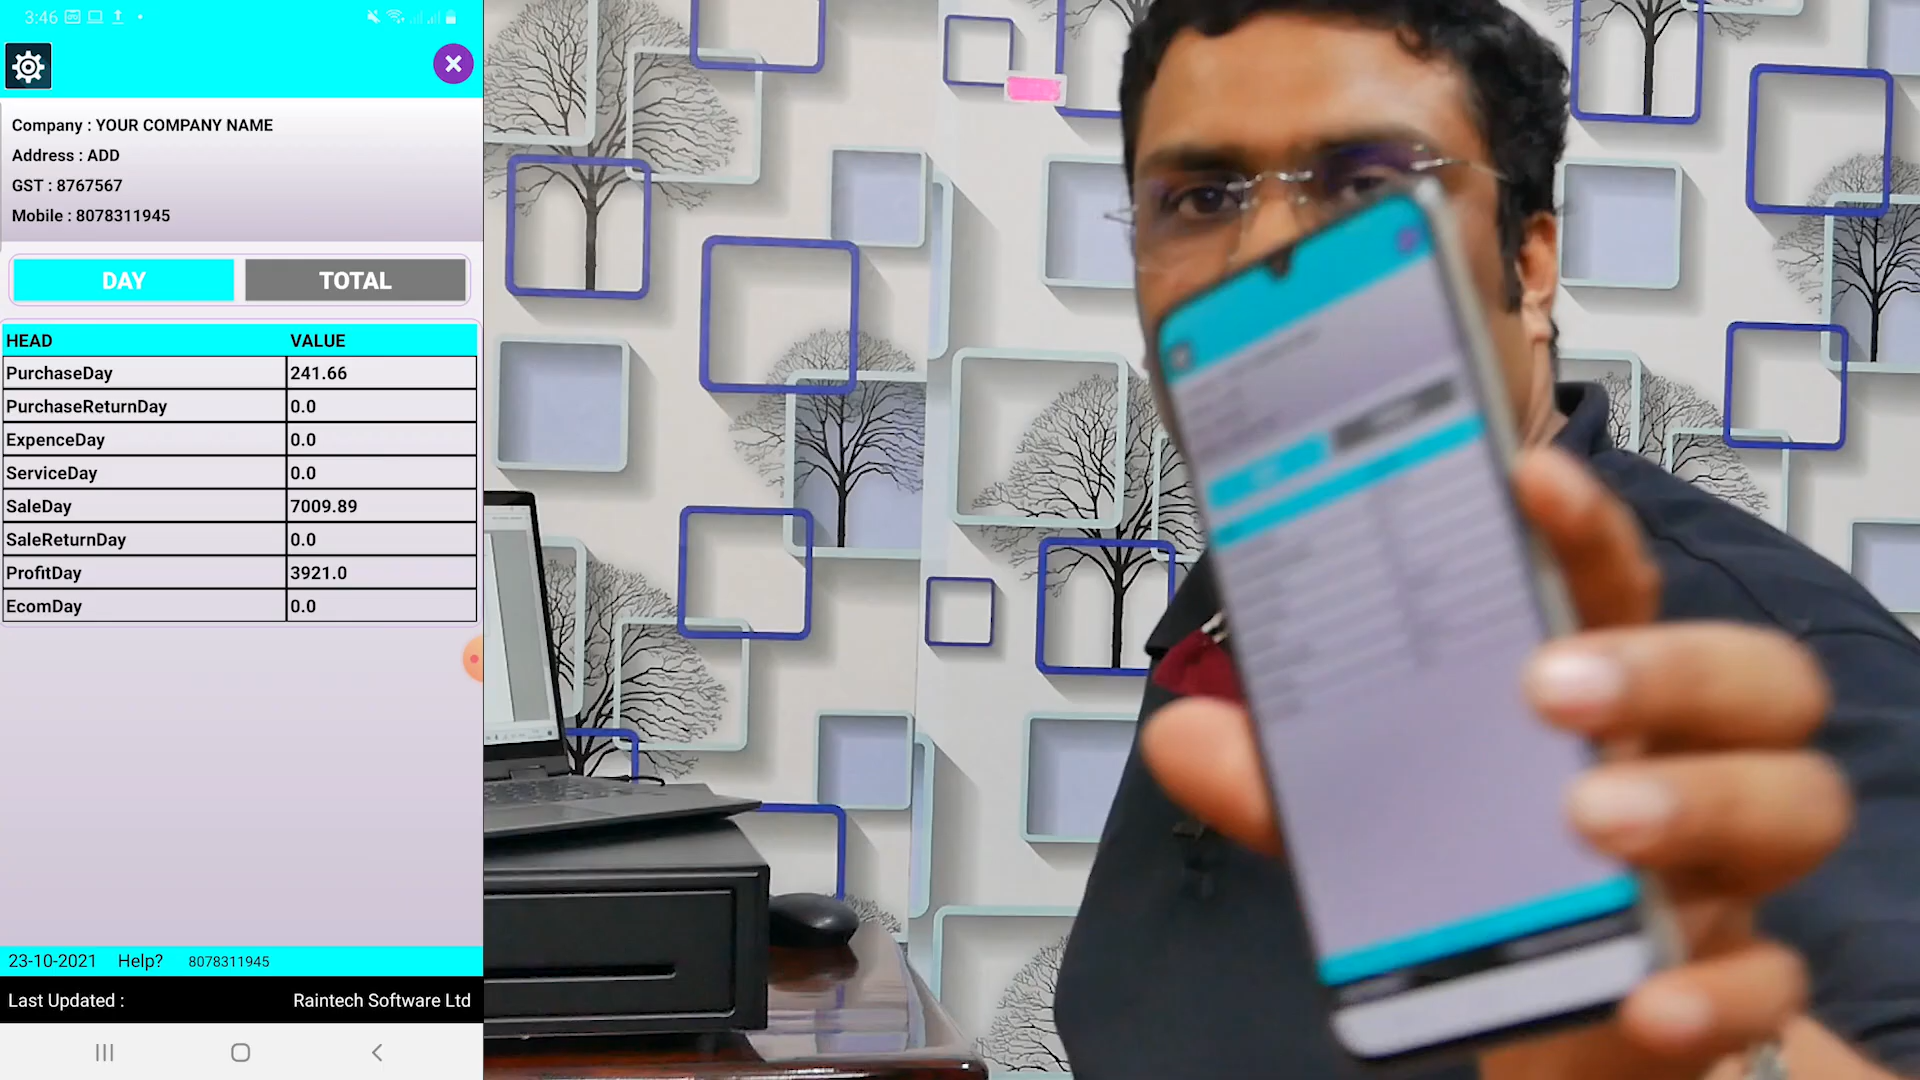 3:46
Company : YOUR COMPANY NAME
Address : ADD
GST : 8767567
Mobile : 8078311945
DAY TOTAL
HEAD VALUE
PurchaseDay 241.66
PurchaseReturnDay 0.0
ExpenceDay 0.0
ServiceDay 0.0
SaleDay 7009.89
SaleReturnDay 0.0
ProfitDay 3921.0
EcomDay 0.0
23-10-2021 Help? 8078311945
Last Updated : Raintech Software Ltd